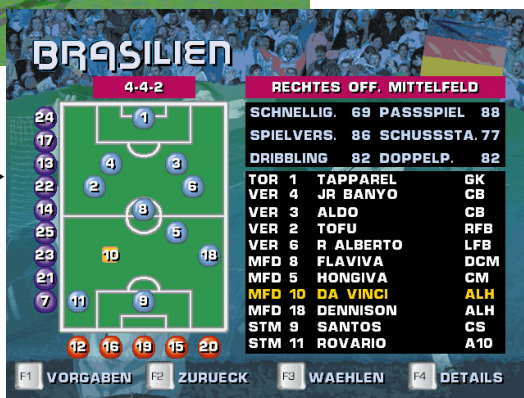 BRASILIEN
4-4-2
RECHTES OFF. MITTELFELD
SCHNELLIG. 69 PASSSPIEL 88
SPIELVERS. 86 SCHUSSSTA. 77
DRIBBLING 82 DOPPELP. 82
24
17
13
22
14
25
23
21
7
1
4 3
2 6
8
5
10 18
11 9
12 16 19 15 20
TOR 1 TAPPAREL GK
VER 4 JR BANYO CB
VER 3 ALDO CB
VER 2 TOFU RFB
VER 6 R ALBERTO LFB
MFD 8 FLAVIVA DCM
MFD 5 HONGIVA CM
MFD 10 DA VINCI ALH
MFD 18 DENNISON ALH
STM 9 SANTOS CS
STM 11 ROVARIO A10
F1 VORGABEN F2 ZURUECK F3 WAEHLEN F4 DETAILS